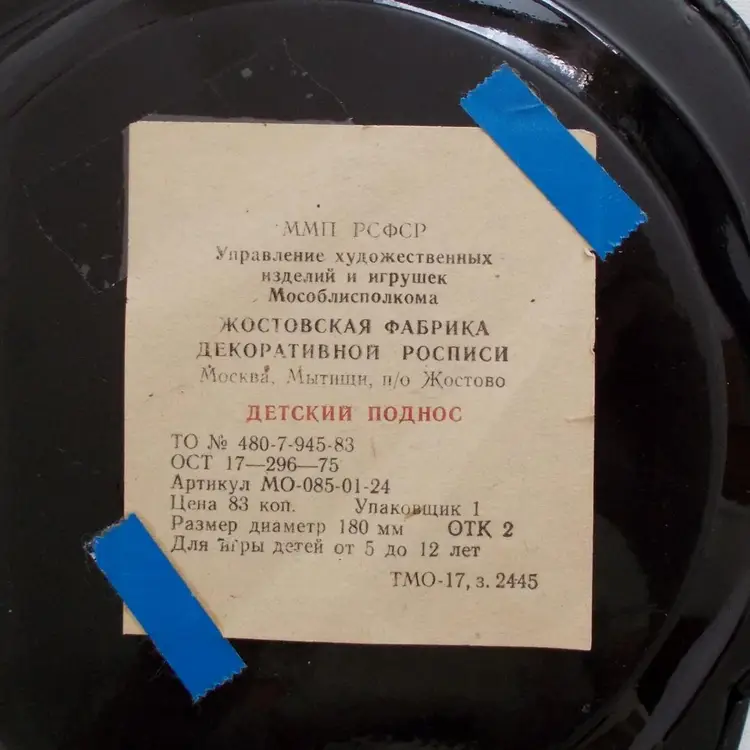 ММП РСФСР
Управление художественных
изделий и игрушек
Мособлисполкома
ЖОСТОВСКАЯ ФАБРИКА
ДЕКОРАТИВНОЙ РОСПИСИ
Москва, Мытищи, п/о Жостово
ДЕТСКИЙ ПОДНОС
ТО № 480-7-945-83
ОСТ 17—296—75
Артикул МО-085-01-24
Цена 83 коп. Упаковщик 1
Размер диаметр 180 мм ОТК 2
Для игры детей от 5 до 12 лет
ТМО-17, з. 2445